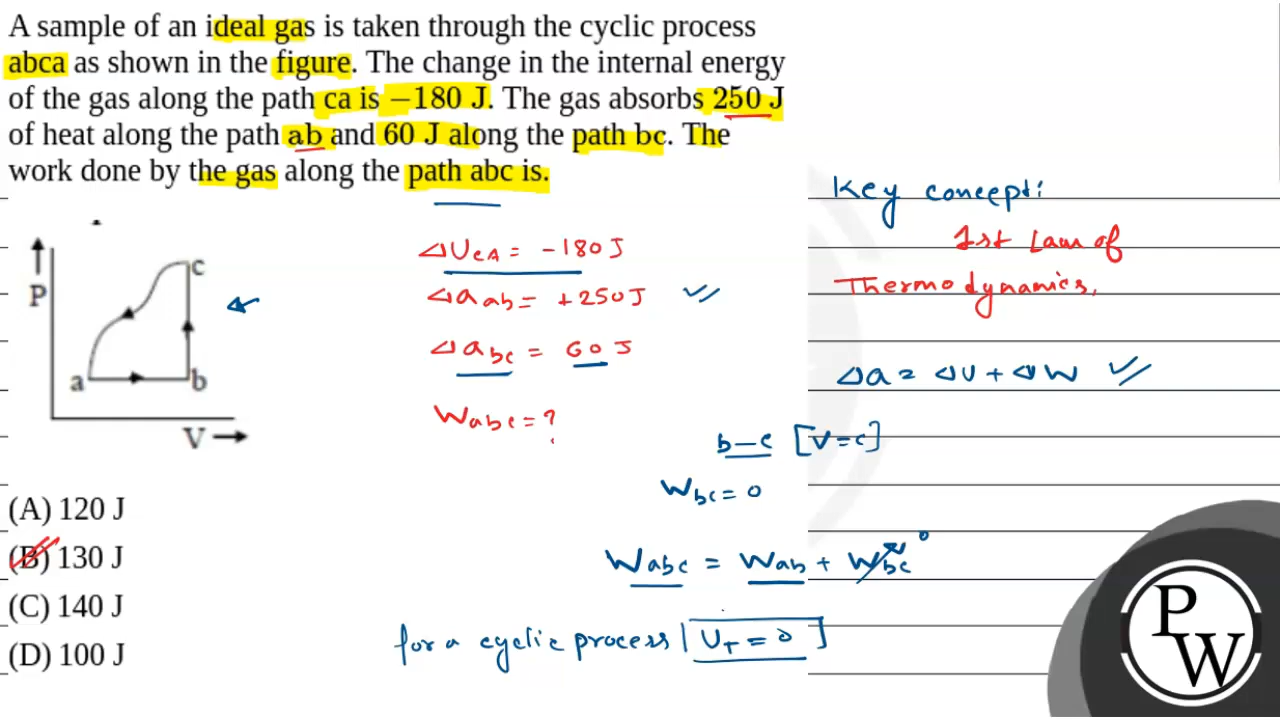 A sample of an ideal gas is taken through the cyclic process
abca as shown in the figure. The change in the internal energy
of the gas along the path ca is −180 J. The gas absorbs 250 J
of heat along the path ab and 60 J along the path bc. The
work done by the gas along the path abc is.
P
c
a
b
V
(A) 120 J
(B) 130 J
(C) 140 J
(D) 100 J
ΔUCA = -180 J
ΔQab = +250 J
ΔQbc = 60 J
Wabc = ?
Key concept:
1st Law of
Thermodynamics.
ΔQ = ΔU + ΔW
b-c [V=C]
Wbc = 0
Wabc = Wab + Wbc 0
for a cyclic process [UT = 0]
PW